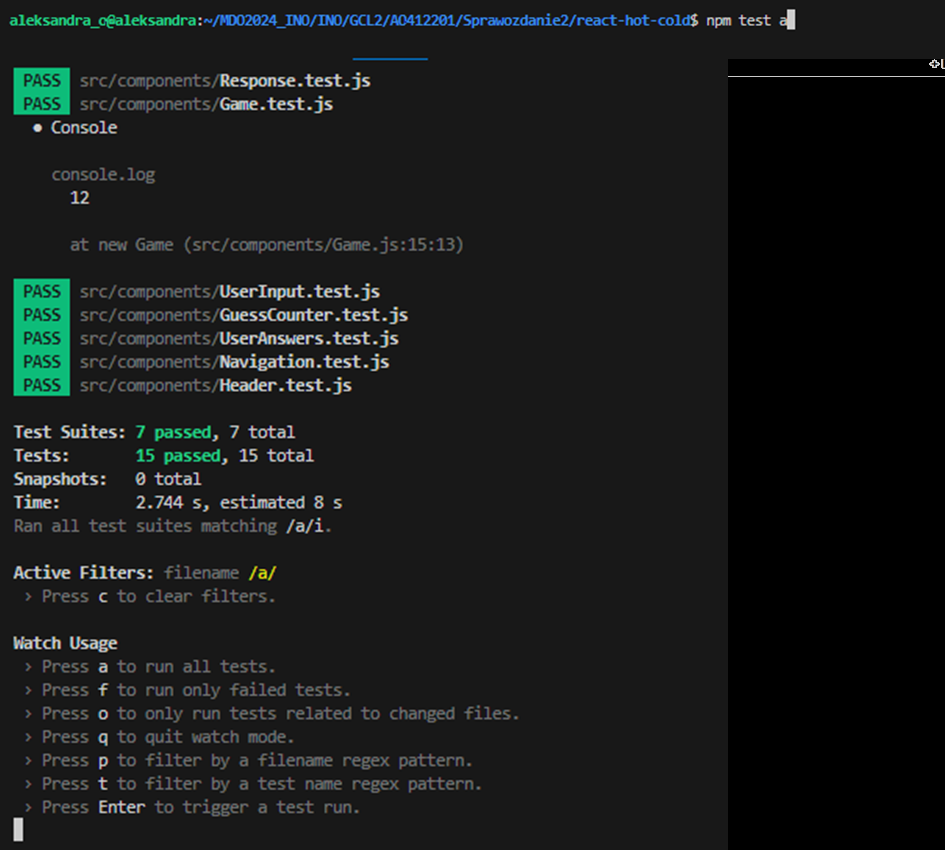 aleksandra_c@aleksandra:~/MDO2024_INO/INO/GCL2/AO412201/Sprawozdanie2/react-hot-cold$ npm test a
PASS src/components/Response.test.js
PASS src/components/Game.test.js
● Console
console.log
12
at new Game (src/components/Game.js:15:13)
PASS src/components/UserInput.test.js
PASS src/components/GuessCounter.test.js
PASS src/components/UserAnswers.test.js
PASS src/components/Navigation.test.js
PASS src/components/Header.test.js
Test Suites: 7 passed, 7 total
Tests: 15 passed, 15 total
Snapshots: 0 total
Time: 2.744 s, estimated 8 s
Ran all test suites matching /a/i.
Active Filters: filename /a/
› Press c to clear filters.
Watch Usage
› Press a to run all tests.
› Press f to run only failed tests.
› Press o to only run tests related to changed files.
› Press q to quit watch mode.
› Press p to filter by a filename regex pattern.
› Press t to filter by a test name regex pattern.
› Press Enter to trigger a test run.